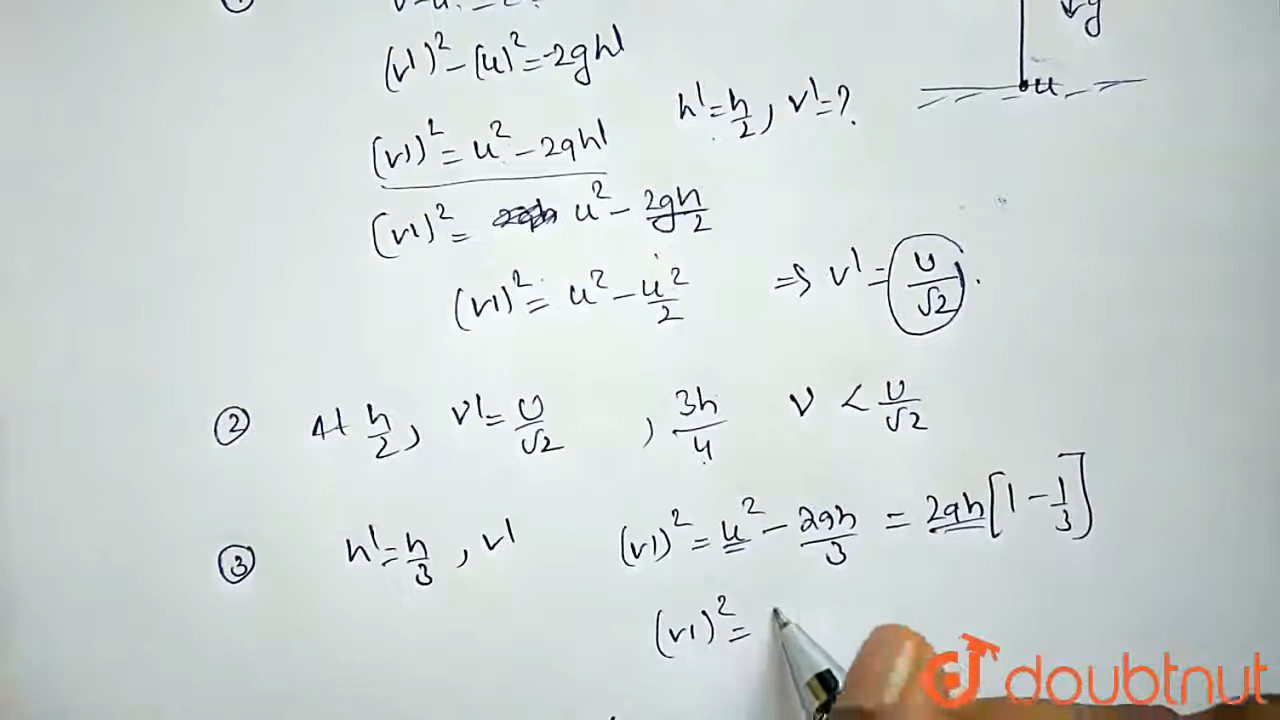 (v')² - (u)² = -2gh'
↓g
u
h' = h/2, v' = ?
(v')² = u² - 2gh'
(v')² = u² - 2gh/2
(v')² = u² - u²/2 ⇒ v' = u/√2.
② At h/2, v' = u/√2 , 3h/4 v < u/√2
③ h' = h/3, v' (v')² = u² - 2gh/3 = 2gh[1 - 1/3]
(v')² =
doubtnut